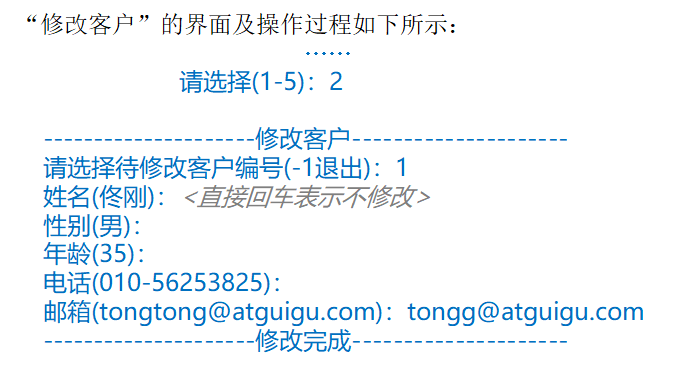 “修改客户”的界面及操作过程如下所示：
……
请选择(1-5)：2
---------------------修改客户---------------------
请选择待修改客户编号(-1退出)：1
姓名(佟刚)：<直接回车表示不修改>
性别(男)：
年龄(35)：
电话(010-56253825)：
邮箱(tongtong@atguigu.com)：tongg@atguigu.com
---------------------修改完成---------------------